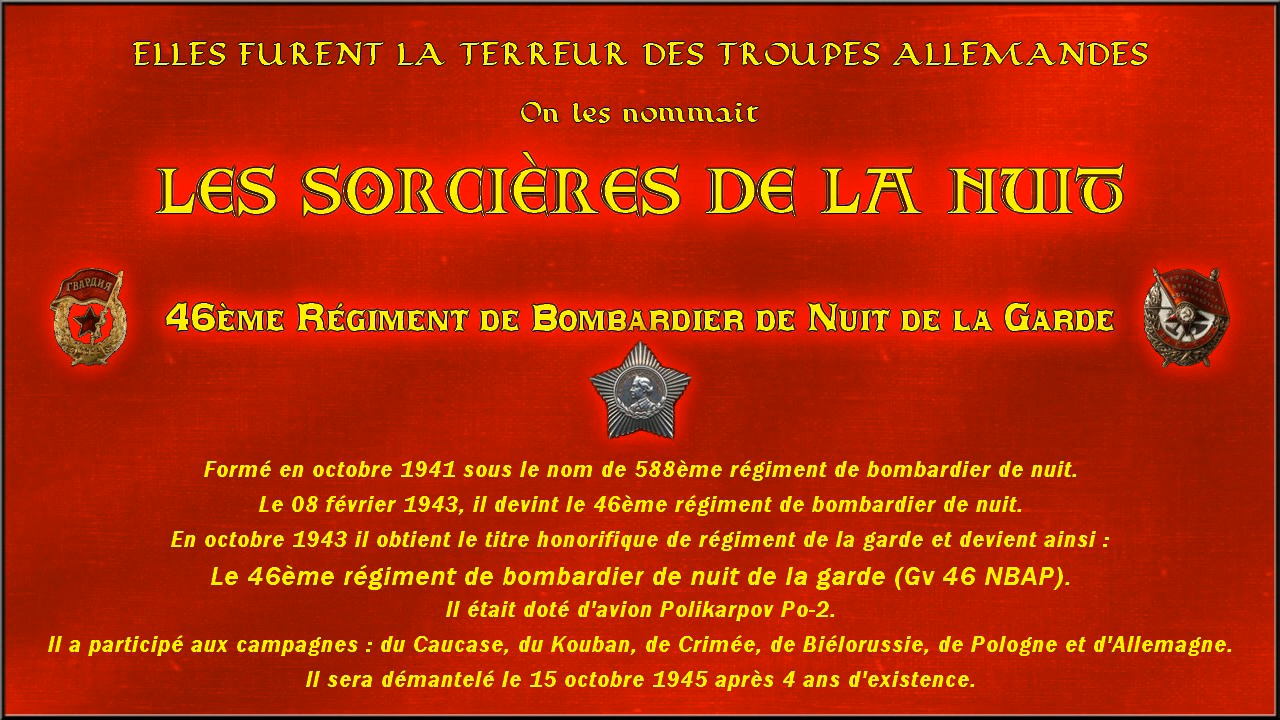 ELLES FURENT LA TERREUR DES TROUPES ALLEMANDES
On les nommait
LES SORCIÈRES DE LA NUIT
ГВАРДИЯ
46ème Régiment de Bombardier de Nuit de la Garde
Formé en octobre 1941 sous le nom de 588ème régiment de bombardier de nuit.
Le 08 février 1943, il devint le 46ème régiment de bombardier de nuit.
En octobre 1943 il obtient le titre honorifique de régiment de la garde et devient ainsi :
Le 46ème régiment de bombardier de nuit de la garde (Gv 46 NBAP).
Il était doté d'avion Polikarpov Po-2.
Il a participé aux campagnes : du Caucase, du Kouban, de Crimée, de Biélorussie, de Pologne et d'Allemagne.
Il sera démantelé le 15 octobre 1945 après 4 ans d'existence.